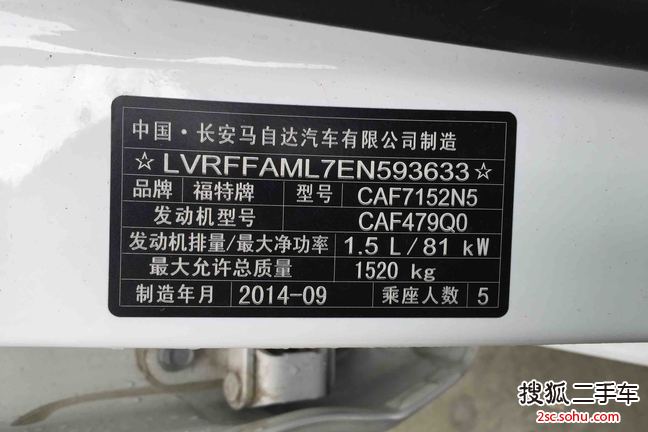 中国·长安马自达汽车有限公司制造
☆LVRFFAML7EN593633☆
品牌 福特牌 型号 CAF7152N5
发动机型号 CAF479Q0
发动机排量/最大净功率 1.5 L/81 kW
最大允许总质量 1520 kg
制造年月 2014-09 乘座人数 5
搜狐二手车
2sc.sohu.com